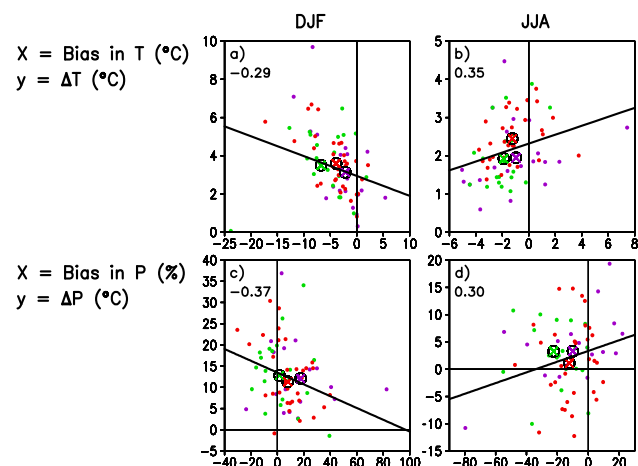 DJF JJA
X = Bias in T (°C)
y = ΔT (°C)
a)
-0.29
10
8
6
4
2
0
-25 -20 -15 -10 -5 0 5 10
b)
0.35
5
4
3
2
1
0
-6 -4 -2 0 2 4 6 8
X = Bias in P (%)
y = ΔP (°C)
c)
-0.37
40
35
30
25
20
15
10
5
0
-5
-40 -20 0 20 40 60 80 100
d)
0.30
20
15
10
5
0
-5
-10
-15
-80 -60 -40 -20 0 20